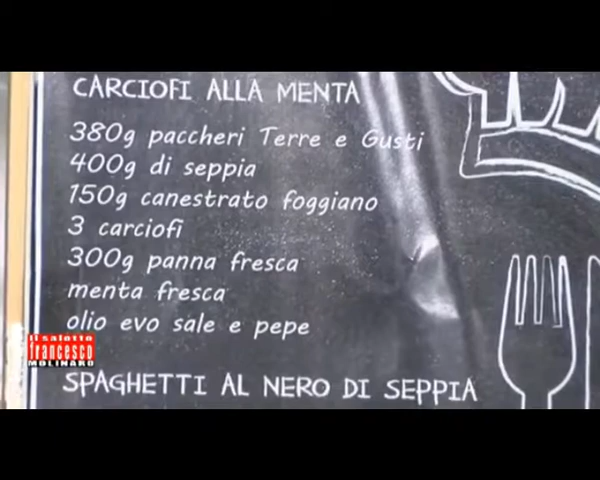 CARCIOFI ALLA MENTA
380g paccheri Terre e Gusti
400g di seppia
150g canestrato foggiano
3 carciofi
300g panna fresca
menta fresca
olio evo sale e pepe
il salotto
francesco
MOLINARO
SPAGHETTI AL NERO DI SEPPIA